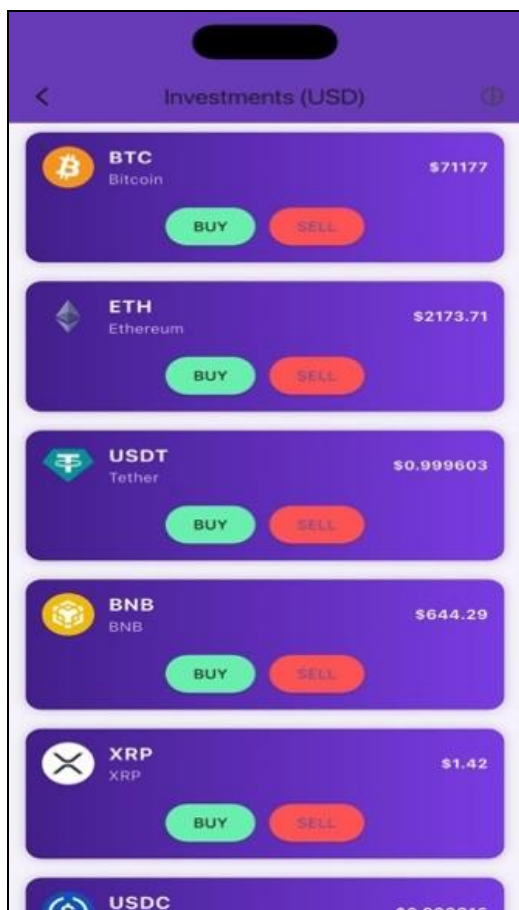 Investments (USD)
BTC
Bitcoin
$71177
BUY SELL
ETH
Ethereum
$2173.71
BUY SELL
USDT
Tether
$0.999603
BUY SELL
BNB
BNB
$644.29
BUY SELL
XRP
XRP
$1.42
BUY SELL
USDC